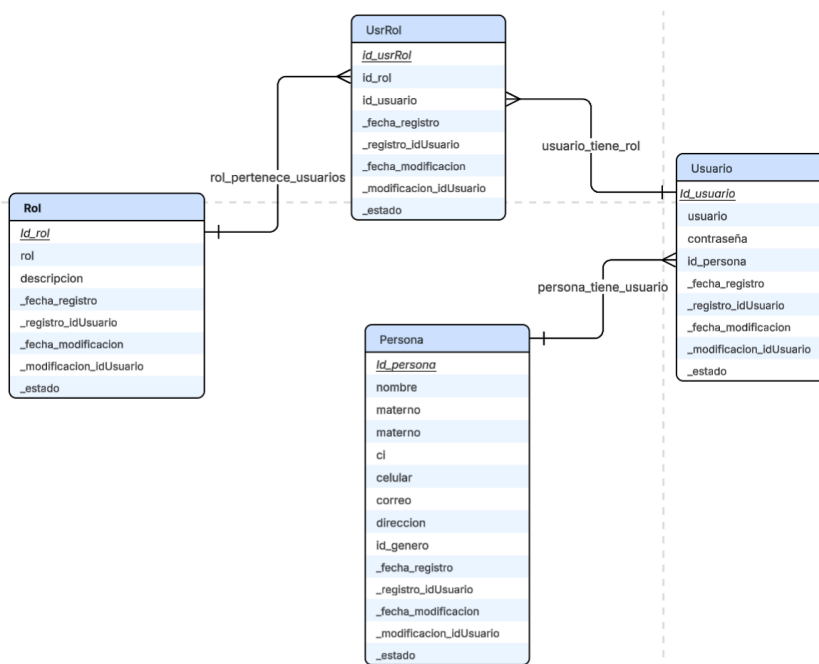 UsrRol
id_usrRol
id_rol
id_usuario
_fecha_registro
_registro_idUsuario
_fecha_modificacion
_modificacion_idUsuario
_estado
rol_pertenece_usuarios
usuario_tiene_rol
Rol
Id_rol
rol
descripcion
_fecha_registro
_registro_idUsuario
_fecha_modificacion
_modificacion_idUsuario
_estado
Usuario
Id_usuario
usuario
contraseña
id_persona
_fecha_registro
_registro_idUsuario
_fecha_modificacion
_modificacion_idUsuario
_estado
persona_tiene_usuario
Persona
Id_persona
nombre
materno
materno
ci
celular
correo
direccion
id_genero
_fecha_registro
_registro_idUsuario
_fecha_modificacion
_modificacion_idUsuario
_estado